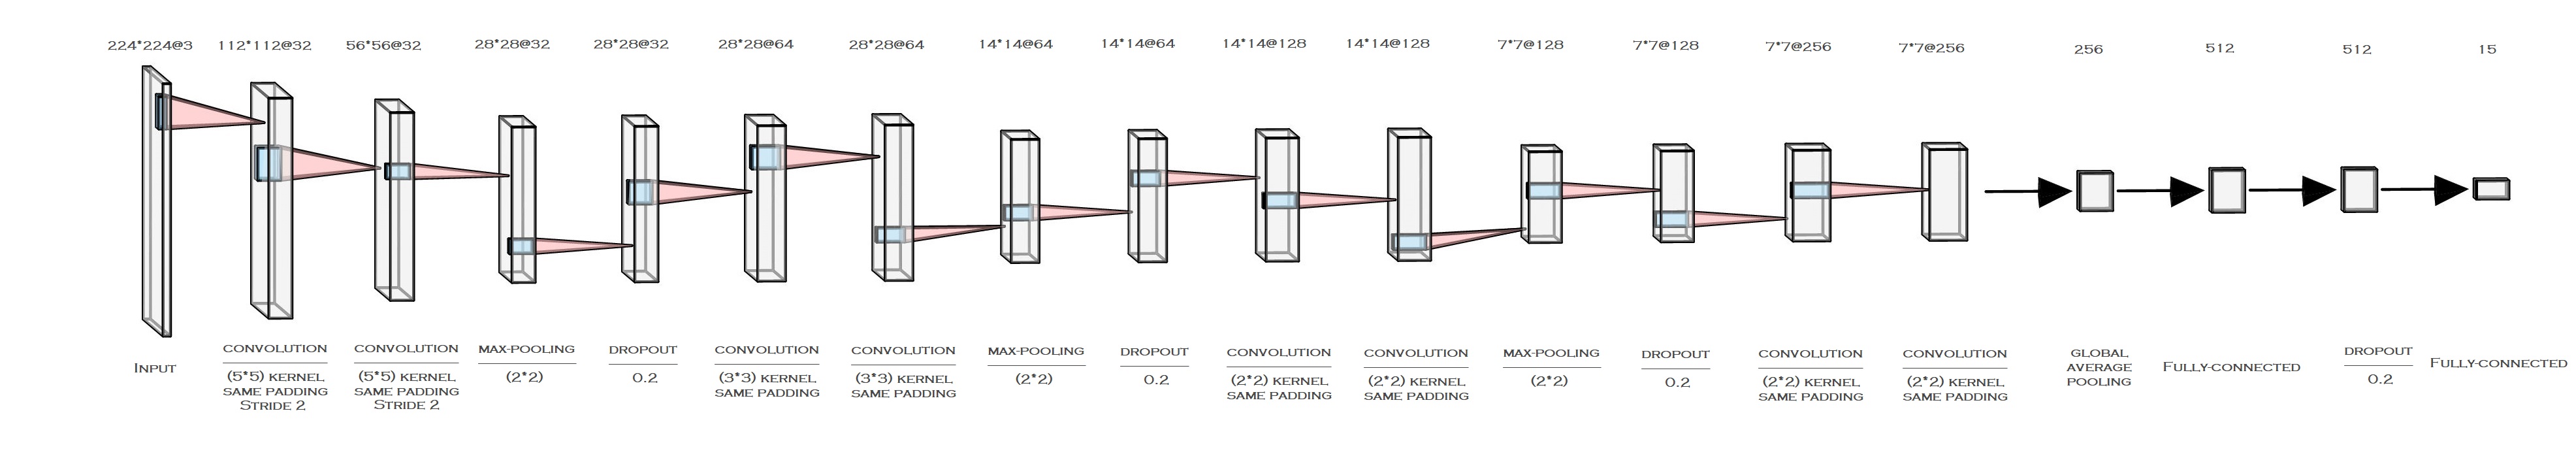 224*224@3
112*112@32
56*56@32
28*28@32
28*28@32
28*28@64
28*28@64
14*14@64
14*14@64
14*14@128
14*14@128
7*7@128
7*7@128
7*7@256
7*7@256
256
512
512
15
Input
convolution
(5*5) kernel
same padding
Stride 2
convolution
(5*5) kernel
same padding
Stride 2
max-pooling
(2*2)
dropout
0.2
convolution
(3*3) kernel
same padding
convolution
(3*3) kernel
same padding
max-pooling
(2*2)
dropout
0.2
convolution
(2*2) kernel
same padding
convolution
(2*2) kernel
same padding
max-pooling
(2*2)
dropout
0.2
convolution
(2*2) kernel
same padding
convolution
(2*2) kernel
same padding
global
average
pooling
Fully-connected
dropout
0.2
Fully-connected